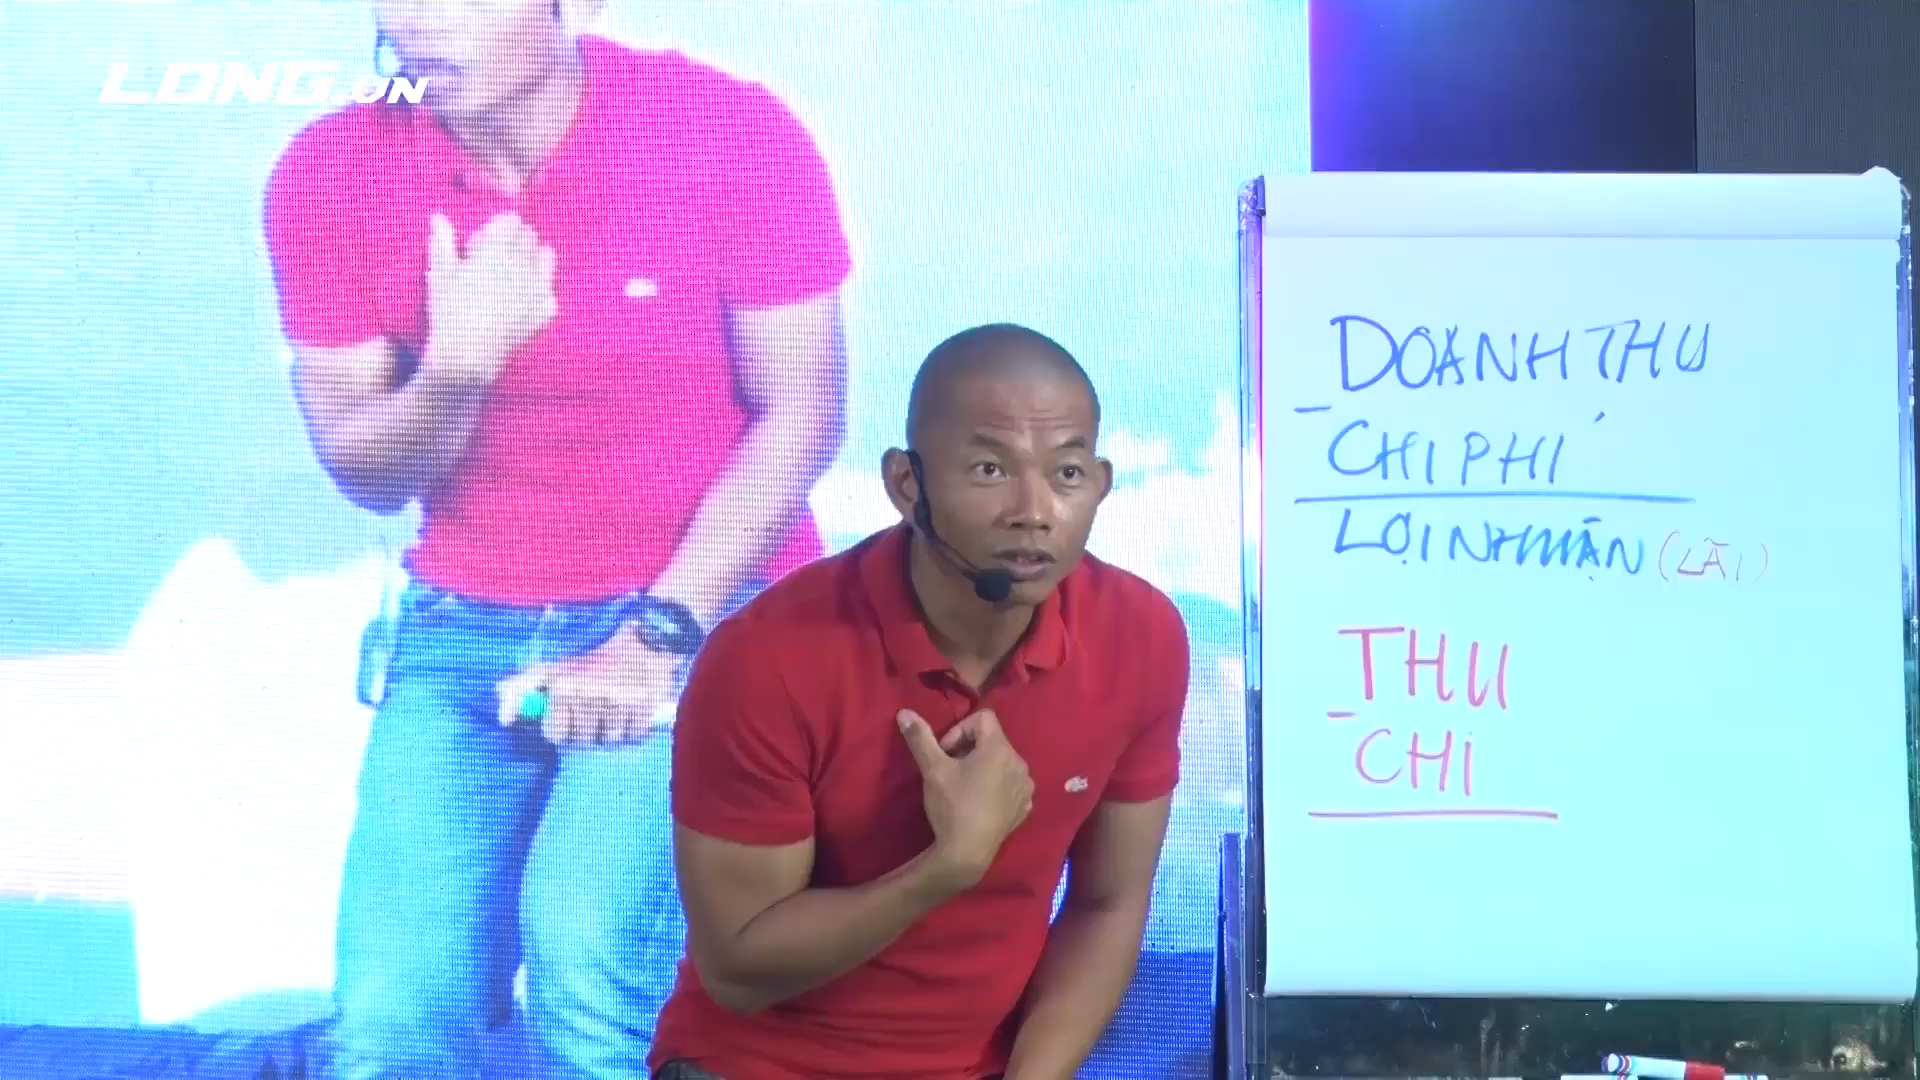 LONG.VN
DOANH THU
- CHI PHÍ
LỢI NHUẬN (LÃI)
THU
- CHI